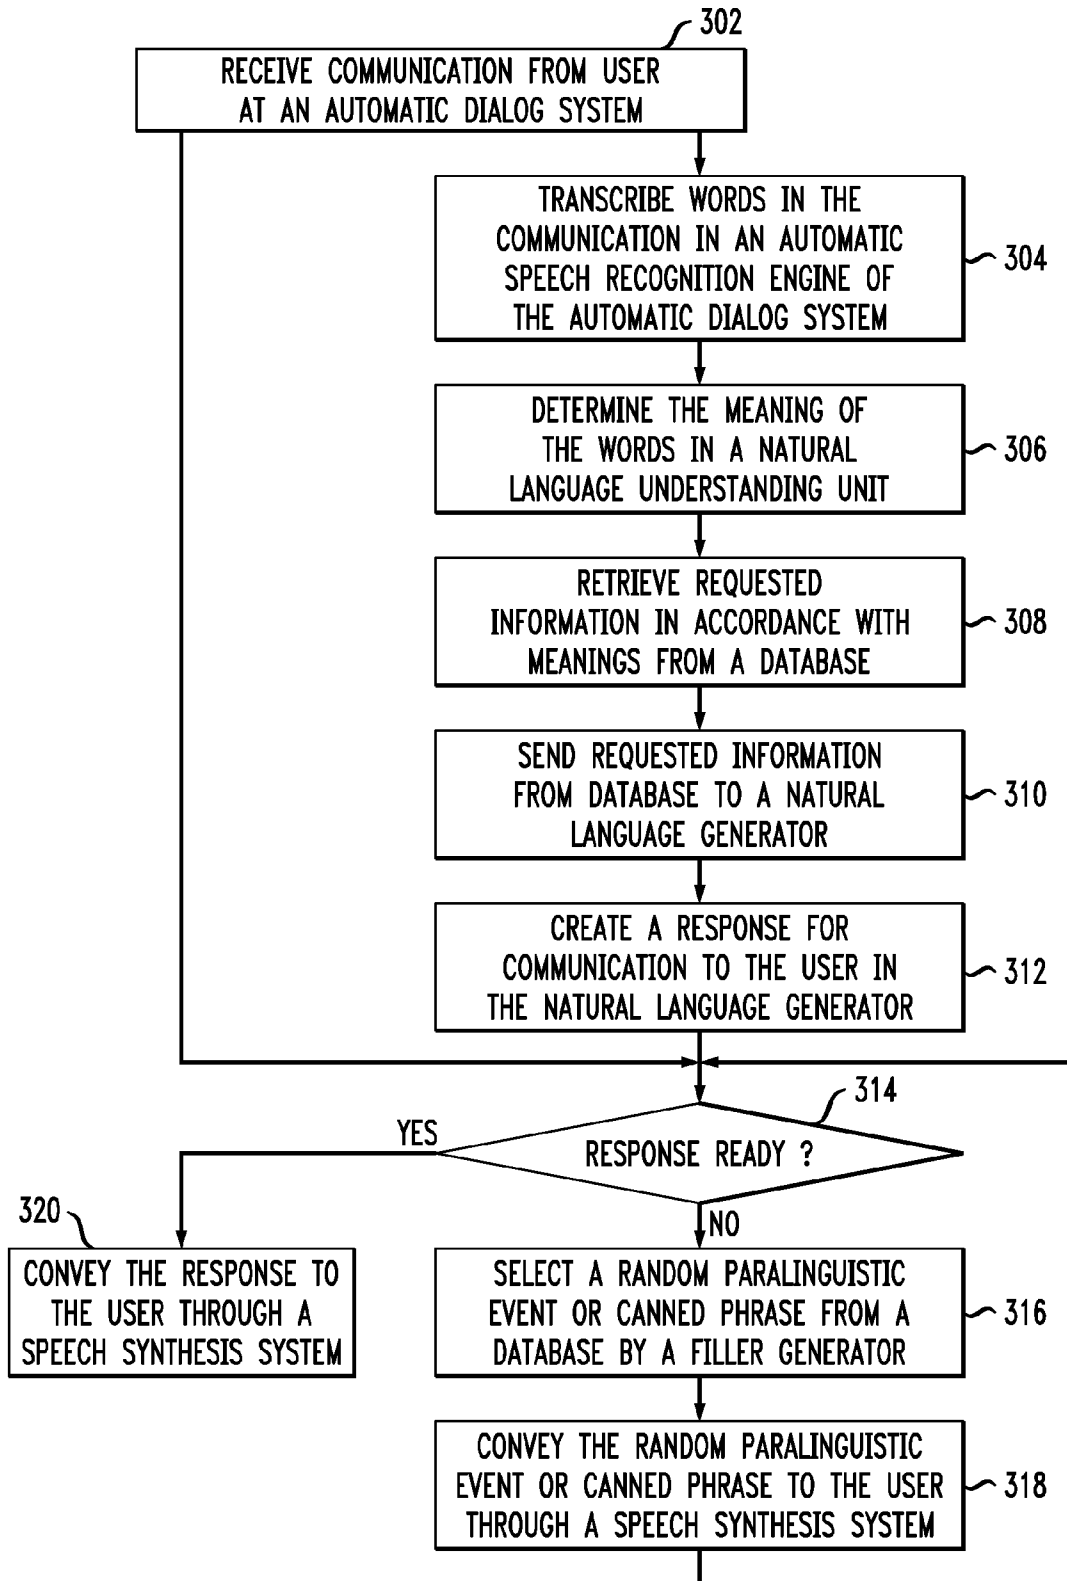 302
RECEIVE COMMUNICATION FROM USER
AT AN AUTOMATIC DIALOG SYSTEM
TRANSCRIBE WORDS IN THE
COMMUNICATION IN AN AUTOMATIC
SPEECH RECOGNITION ENGINE OF
THE AUTOMATIC DIALOG SYSTEM
304
DETERMINE THE MEANING OF
THE WORDS IN A NATURAL
LANGUAGE UNDERSTANDING UNIT
306
RETRIEVE REQUESTED
INFORMATION IN ACCORDANCE WITH
MEANINGS FROM A DATABASE
308
SEND REQUESTED INFORMATION
FROM DATABASE TO A NATURAL
LANGUAGE GENERATOR
310
CREATE A RESPONSE FOR
COMMUNICATION TO THE USER IN
THE NATURAL LANGUAGE GENERATOR
312
314
RESPONSE READY ?
YES
NO
320
CONVEY THE RESPONSE TO
THE USER THROUGH A
SPEECH SYNTHESIS SYSTEM
SELECT A RANDOM PARALINGUISTIC
EVENT OR CANNED PHRASE FROM A
DATABASE BY A FILLER GENERATOR
316
CONVEY THE RANDOM PARALINGUISTIC
EVENT OR CANNED PHRASE TO THE USER
THROUGH A SPEECH SYNTHESIS SYSTEM
318